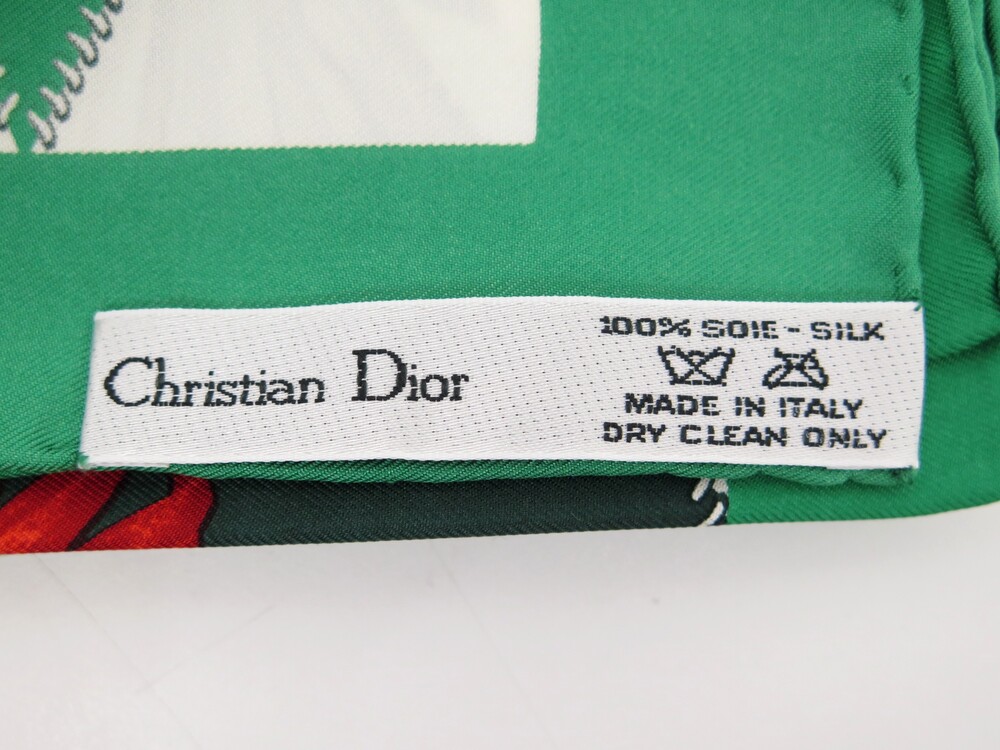 Christian Dior
100% SOIE - SILK
MADE IN ITALY
DRY CLEAN ONLY